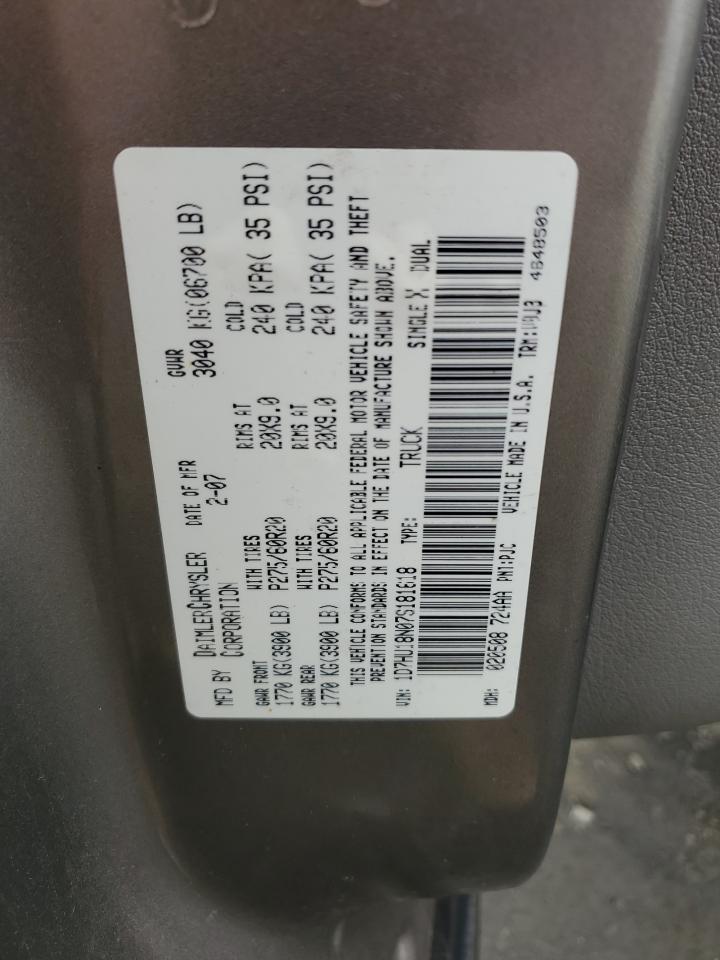 MFD BY DAIMLERCHRYSLER CORPORATION DATE OF MFR 2-07 GVWR 3040 KG(06700 LB)
GAWR FRONT WITH TIRES RIMS AT COLD
1770 KG(3900 LB) P275/60R20 20X9.0 240 KPA( 35 PSI)
GAWR REAR WITH TIRES RIMS AT COLD
1770 KG(3900 LB) P275/60R20 20X9.0 240 KPA( 35 PSI)
THIS VEHICLE CONFORMS TO ALL APPLICABLE FEDERAL MOTOR VEHICLE SAFETY AND THEFT
PREVENTION STANDARDS IN EFFECT ON THE DATE OF MANUFACTURE SHOWN ABOVE.
VIN: 1D7HU18N07S181618 TYPE: TRUCK SINGLE X DUAL
MDH: 020508 724AA PNT:PJC VEHICLE MADE IN U.S.A. 4648503